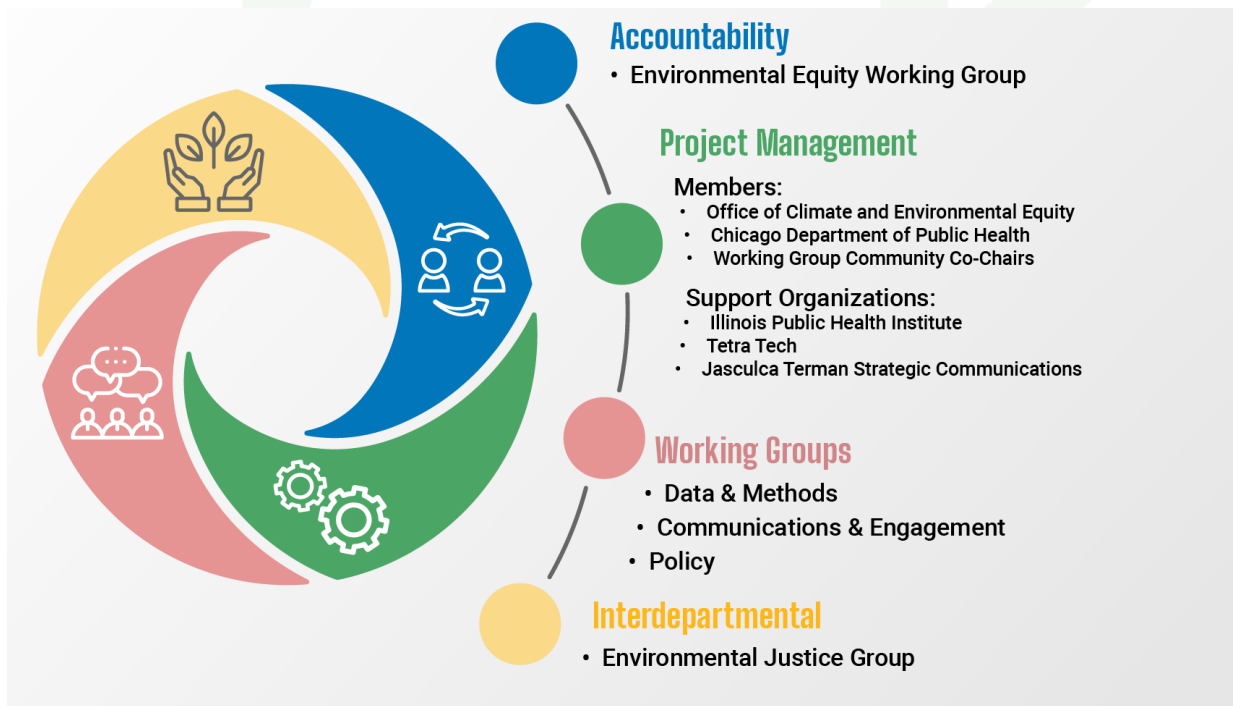 Accountability
• Environmental Equity Working Group
Project Management
Members:
• Office of Climate and Environmental Equity
• Chicago Department of Public Health
• Working Group Community Co-Chairs
Support Organizations:
• Illinois Public Health Institute
• Tetra Tech
• Jasculca Terman Strategic Communications
Working Groups
• Data & Methods
• Communications & Engagement
• Policy
Interdepartmental
• Environmental Justice Group